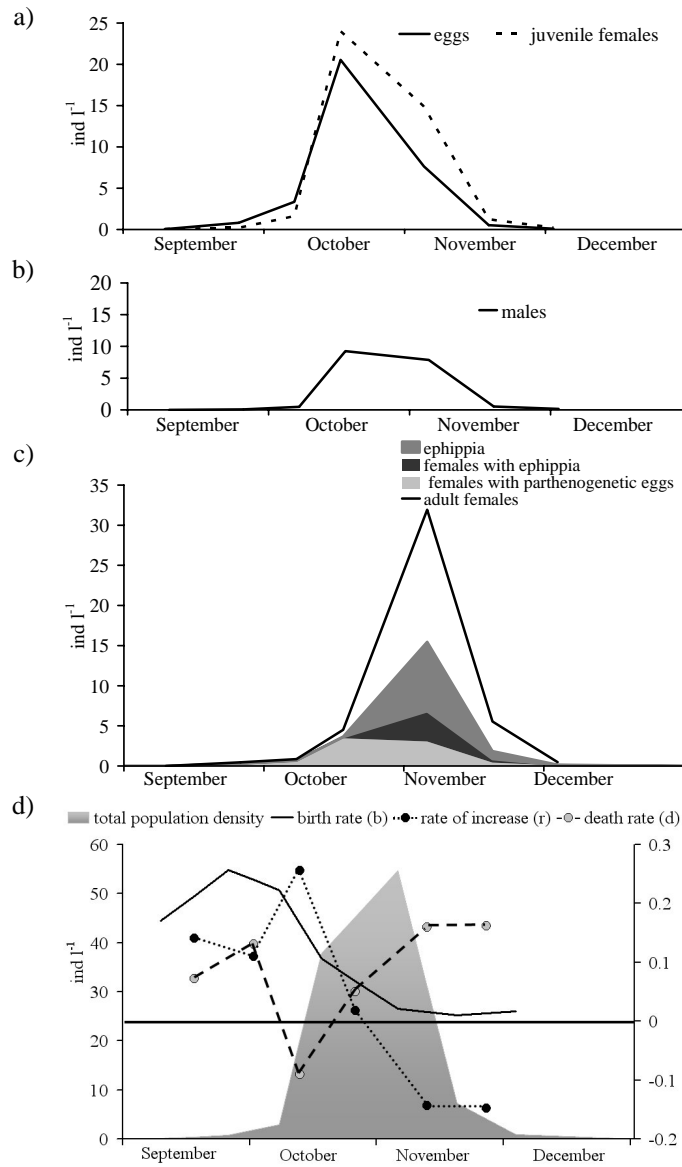 a)
eggs juvenile females
25
20
15
10
5
0
ind l⁻¹
September October November December
b)
20
15
10
5
0
ind l⁻¹
males
September October November December
c)
ephippia
females with ephippia
females with parthenogenetic eggs
adult females
35
30
25
20
15
10
5
0
ind l⁻¹
September October November December
d)
total population density birth rate (b) rate of increase (r) death rate (d)
60
50
40
30
20
10
0
ind l⁻¹
0.3
0.2
0.1
0
-0.1
-0.2
September October November December